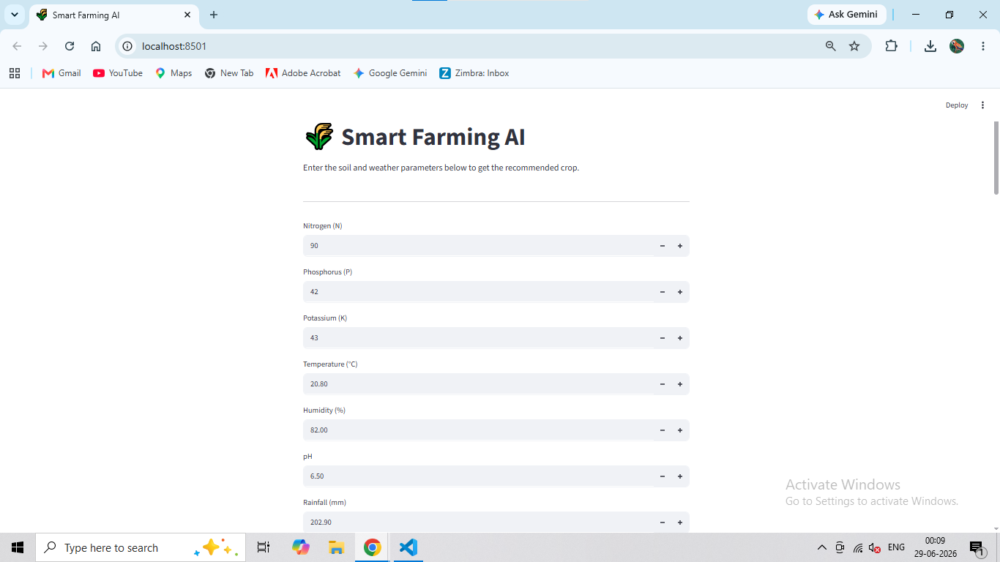 Smart Farming AI
Ask Gemini
localhost:8501
Gmail
YouTube
Maps
New Tab
Adobe Acrobat
Google Gemini
Zimbra: Inbox
Deploy
Smart Farming AI
Enter the soil and weather parameters below to get the recommended crop.
Nitrogen (N)
90
Phosphorus (P)
42
Potassium (K)
43
Temperature (°C)
20.80
Humidity (%)
82.00
pH
6.50
Rainfall (mm)
202.90
Activate Windows
Go to Settings to activate Windows.
Type here to search
ENG
00:09
29-06-2026
1